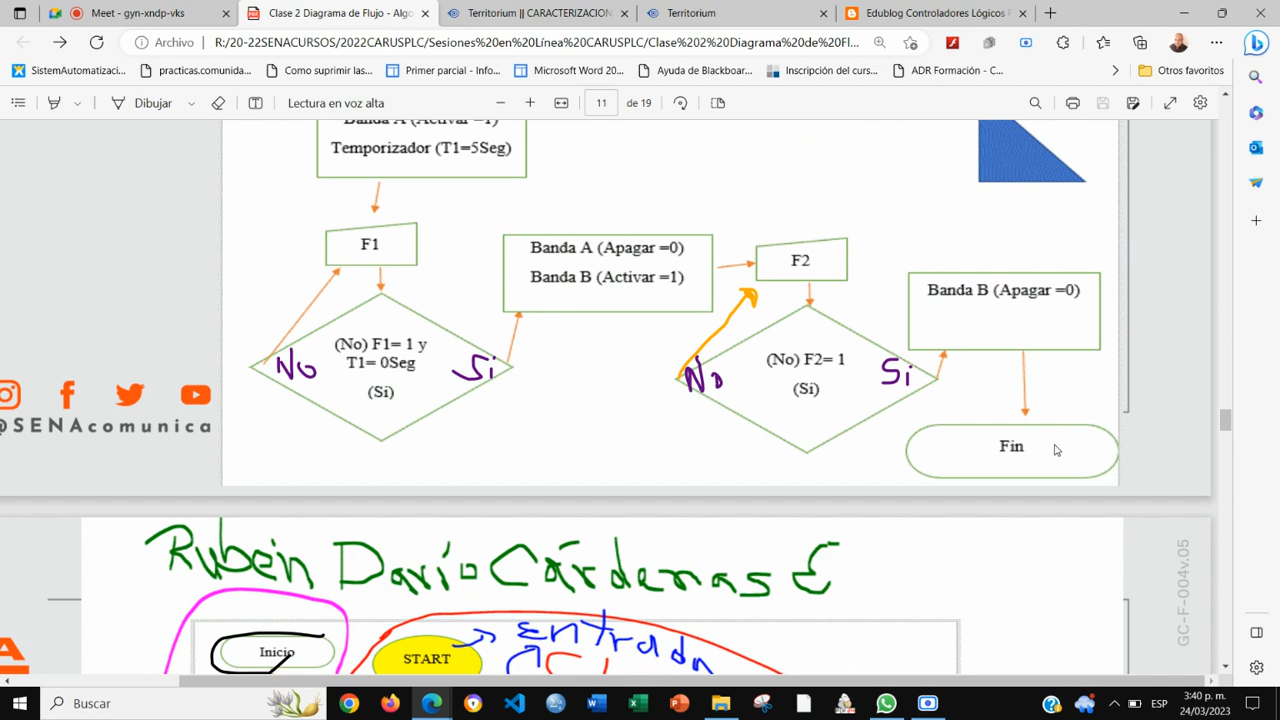 Meet - gyn-xndp-vks
Clase 2 Diagrama de Flujo - Algo
Territorium || CARACTERIZACION
Territorium
Edublog Controladores Lógicos P
Archivo
R:/20-22SENACURSOS/2022CARUSPLC/Sesiones%20en%20Línea%20CARUSPLC/Clase%202%20Diagrama%20de%20Fl...
SistemAutomatizaci...
practicas.comunida...
Como suprimir las...
Primer parcial - Info...
Microsoft Word 20...
Ayuda de Blackboar...
Inscripción del curs...
ADR Formación - C...
Otros favoritos
Dibujar
Lectura en voz alta
11
de 19
Banda A (Activar =1)
Temporizador (T1=5Seg)
F1
Banda A (Apagar =0)
Banda B (Activar =1)
F2
Banda B (Apagar =0)
(No) F1= 1 y
T1= 0Seg
(Si)
No
Si
(No) F2= 1
(Si)
No
Si
Fin
@SENAcomunica
Rubén Darío Cárdenas E
Inicio
START
Entrada
GC-F-004v.05
Buscar
ESP
3:40 p. m.
24/03/2023